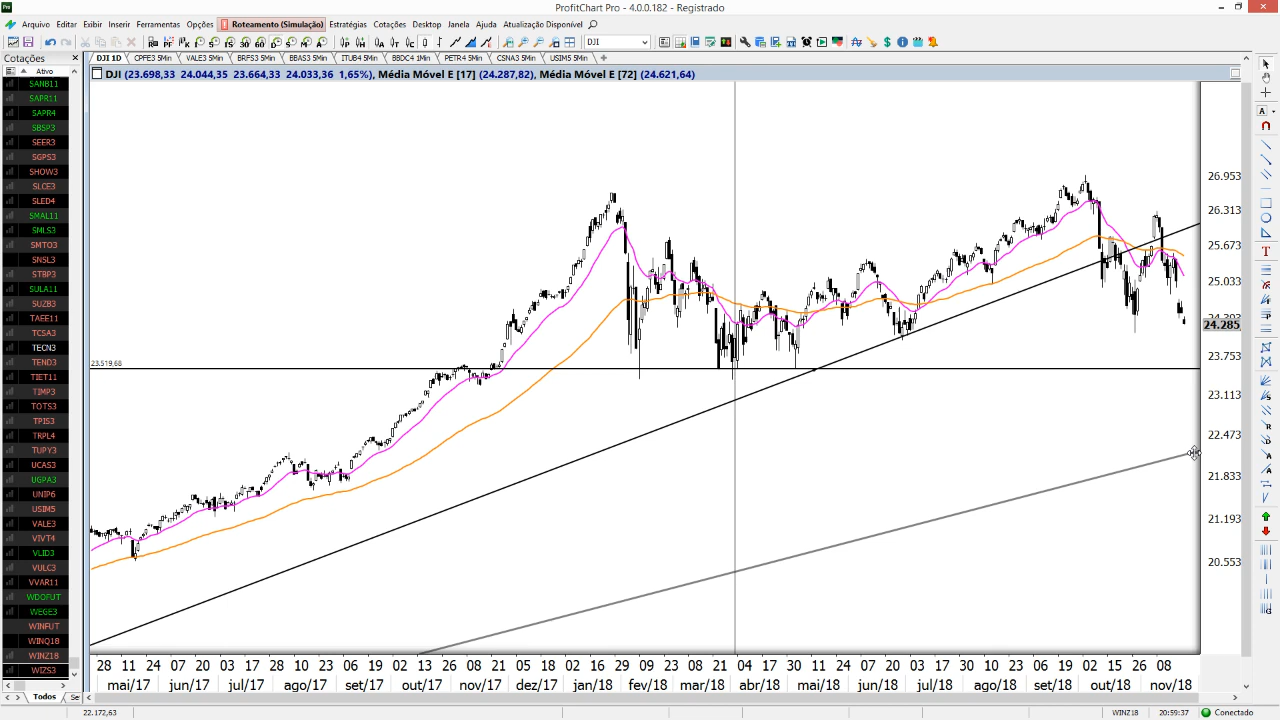 ProfitChart Pro - 4.0.0.182 - Registrado
Arquivo Editar Exibir Inserir Ferramentas Opções Roteamento (Simulação) Estratégias Cotações Desktop Janela Ajuda Atualização Disponível
DJI
Cotações
DJI 1D CPFE3 5Min VALE3 5Min BRFS3 5Min BBAS3 5Min ITUB4 5Min BBDC4 5Min PETR4 5Min CSNA3 5Min USIM5 5Min
Ativo
DJI (23.698,33 24.044,35 23.664,33 24.033,36 1,65%), Média Móvel E [17] (24.287,82), Média Móvel E [72] (24.621,64)
SANB11
SAPR11
SAPR4
SBSP3
SEER3
SGPS3
SHOW3
SLCE3
SLED4
SMAL11
SMLS3
SMTO3
SNSL3
STBP3
SULA11
SUZB3
TAEE11
TCSA3
TECN3
TEND3
TIET11
TIMP3
TOTS3
TPIS3
TRPL4
TUPY3
UCAS3
UGPA3
UNIP6
USIM5
VALE3
VIVT4
VLID3
VULC3
VVAR11
WDOFUT
WEGE3
WINFUT
WINQ18
WINZ18
WIZS3
Todos Se
23.519,68
26.953
26.313
25.673
25.033
24.285
23.753
23.113
22.473
21.833
21.193
20.553
28 11 24 07 20 03 17 28 10 24 06 19 02 13 21 05 18 02 16 29 10 23 08 21 17 30 11 24 08 20 03 18 31 10 23 06 19 02 15 26 08
mai/17 jun/17 jul/17 ago/17 set/17 out/17 nov/17 dez/17 jan/18 fev/18 mar/18 abr/18 mai/18 jun/18 jul/18 ago/18 set/18 out/18 nov/18
22.172,63
WINZ18 20:59:37 Conectado